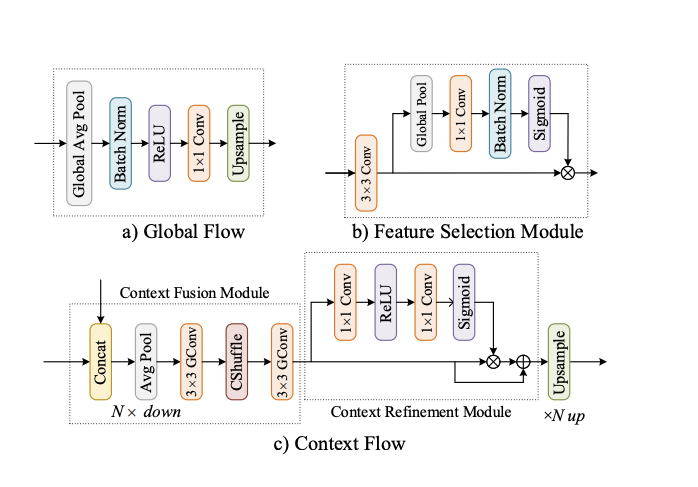 Global Avg Pool
Batch Norm
ReLU
1×1 Conv
Upsample
a) Global Flow
3×3 Conv
Global Pool
1×1 Conv
Batch Norm
Sigmoid
b) Feature Selection Module
Context Fusion Module
Concat
Avg Pool
3×3 GConv
CShuffle
3×3 GConv
N × down
1×1 Conv
ReLU
1×1 Conv
Sigmoid
Context Refinement Module
Upsample
×N up
c) Context Flow